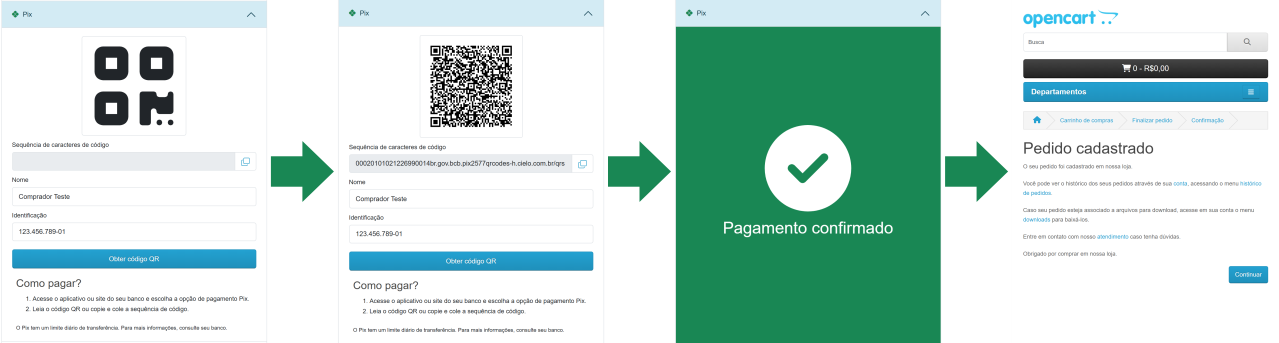 Pix
Sequência de caracteres de código
Nome
Comprador Teste
Identificação
123.456.789-01
Obter código QR
Como pagar?
1. Acesse o aplicativo ou site do seu banco e escolha a opção de pagamento Pix.
2. Leia o código QR ou copie e cole a sequência de código.
O Pix tem um limite diário de transferência. Para mais informações, consulte seu banco.
Pix
Sequência de caracteres de código
00020101021226990014br.gov.bcb.pix2577qrcodes-h.cielo.com.br/qrs
Nome
Comprador Teste
Identificação
123.456.789-01
Obter código QR
Como pagar?
1. Acesse o aplicativo ou site do seu banco e escolha a opção de pagamento Pix.
2. Leia o código QR ou copie e cole a sequência de código.
O Pix tem um limite diário de transferência. Para mais informações, consulte seu banco.
Pix
Pagamento confirmado
opencart
Busca
0 - R$0,00
Departamentos
Carrinho de compras
Finalizar pedido
Confirmação
Pedido cadastrado
O seu pedido foi cadastrado em nossa loja.
Você pode ver o histórico dos seus pedidos através de sua conta, acessando o menu histórico
de pedidos.
Caso seu pedido esteja associado a arquivos para download, acesse em sua conta o menu
downloads para baixá-los.
Entre em contato com nosso atendimento caso tenha dúvidas.
Obrigado por comprar em nossa loja.
Continuar